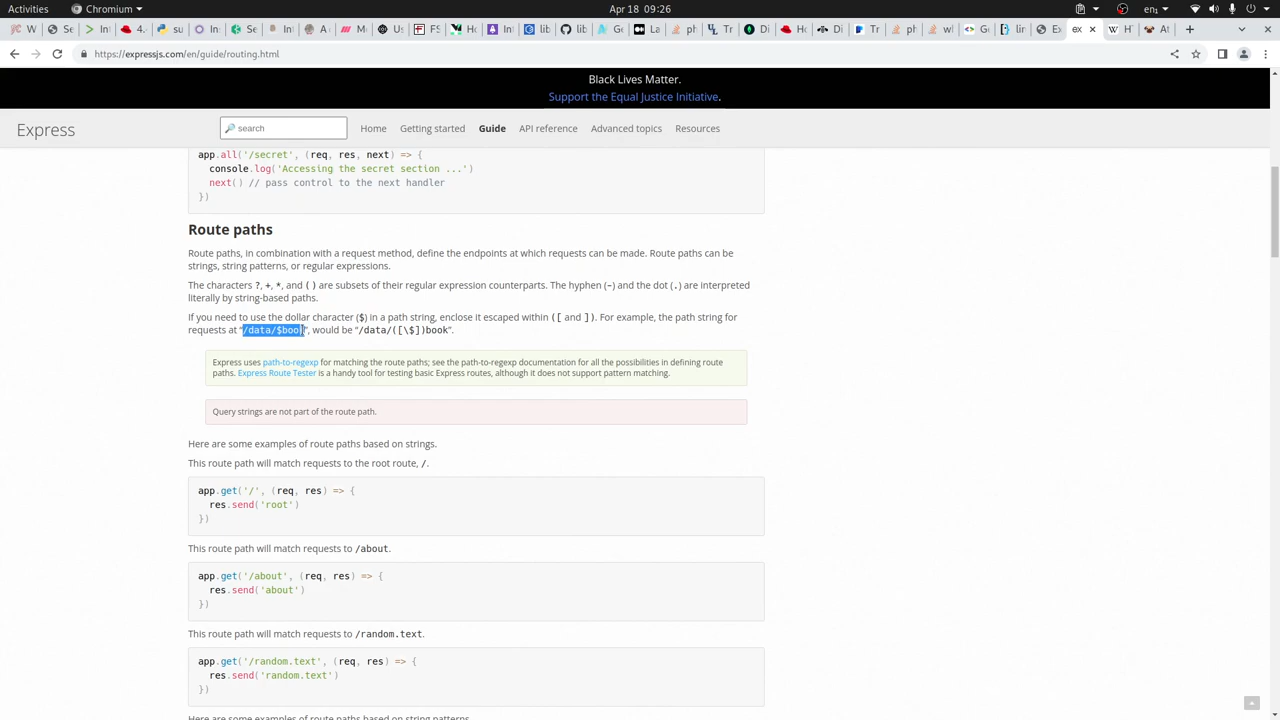 Activities
Chromium
Apr 18 09:26
en
https://expressjs.com/en/guide/routing.html
Black Lives Matter.
Support the Equal Justice Initiative.
Express
search
Home
Getting started
Guide
API reference
Advanced topics
Resources
app.all('/secret', (req, res, next) => {
console.log('Accessing the secret section ...')
next() // pass control to the next handler
})
Route paths
Route paths, in combination with a request method, define the endpoints at which requests can be made. Route paths can be
strings, string patterns, or regular expressions.
The characters ?, +, *, and () are subsets of their regular expression counterparts. The hyphen (-) and the dot (.) are interpreted
literally by string-based paths.
If you need to use the dollar character ($) in a path string, enclose it escaped within ([ and ]). For example, the path string for
requests at “/data/$book”, would be “/data/([\$])book”.
Express uses path-to-regexp for matching the route paths; see the path-to-regexp documentation for all the possibilities in defining route
paths. Express Route Tester is a handy tool for testing basic Express routes, although it does not support pattern matching.
Query strings are not part of the route path.
Here are some examples of route paths based on strings.
This route path will match requests to the root route, /.
app.get('/', (req, res) => {
res.send('root')
})
This route path will match requests to /about.
app.get('/about', (req, res) => {
res.send('about')
})
This route path will match requests to /random.text.
app.get('/random.text', (req, res) => {
res.send('random.text')
})
Here are some examples of route paths based on string patterns.